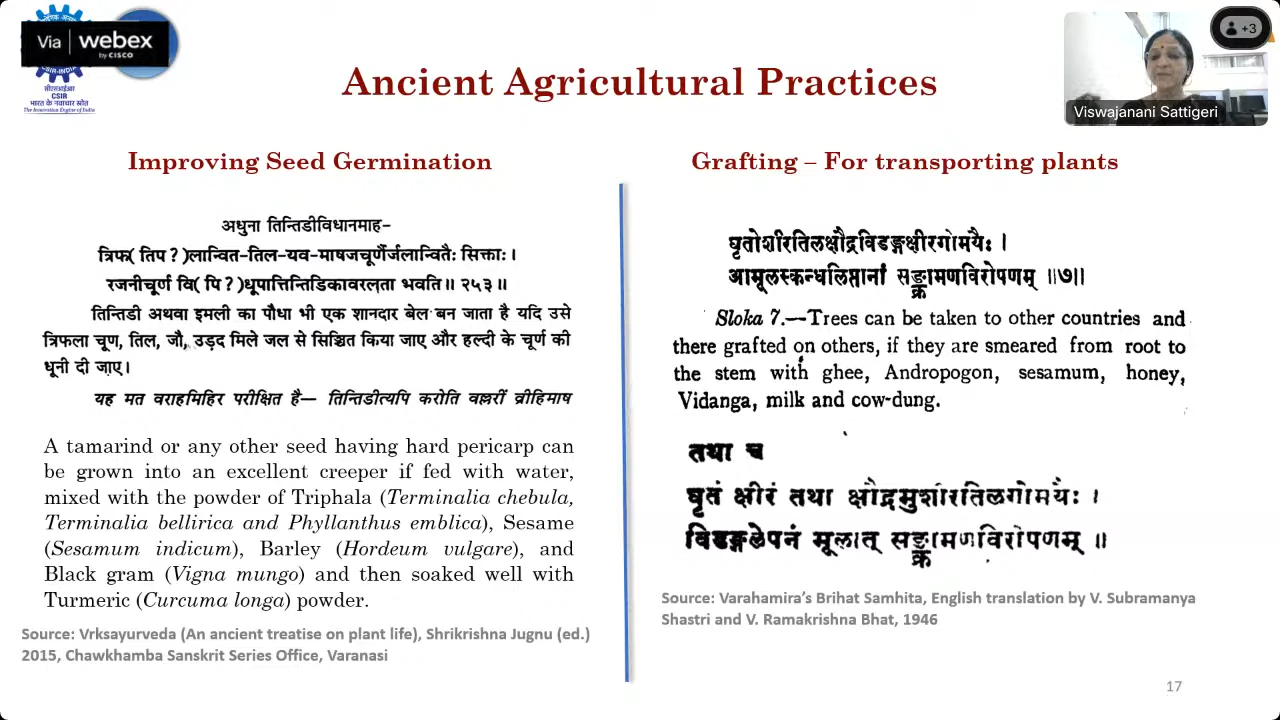 Via webex
by CISCO
CSIR-INDIA
सीएसआईआर
CSIR
भारत के नवाचार स्रोत
The Innovation Engine of India
+3
Viswajanani Sattigeri
Ancient Agricultural Practices
Improving Seed Germination
अधुना तिन्तिडीविधानमाह-
त्रिफ( तिप ? )लान्वित-तिल-यव-माषजचूर्णैर्जलान्वितैः सिक्ताः ।
रजनीचूर्ण वि( पि ? )धूपात्तिन्तिडिकावरलता भवति॥ २५३॥
तिन्तिडी अथवा इमली का पौधा भी एक शानदार बेल बन जाता है यदि उसे
त्रिफला चूण, तिल, जौ, उड़द मिले जल से सिञ्चित किया जाए और हल्दी के चूर्ण की
धूनी दी जाए।
यह मत वराहमिहिर परीक्षित है— तिन्तिडीत्यपि करोति वल्लरीं व्रीहिमाष
A tamarind or any other seed having hard pericarp can
be grown into an excellent creeper if fed with water,
mixed with the powder of Triphala (Terminalia chebula,
Terminalia bellirica and Phyllanthus emblica), Sesame
(Sesamum indicum), Barley (Hordeum vulgare), and
Black gram (Vigna mungo) and then soaked well with
Turmeric (Curcuma longa) powder.
Source: Vrksayurveda (An ancient treatise on plant life), Shrikrishna Jugnu (ed.)
2015, Chawkhamba Sanskrit Series Office, Varanasi
Grafting – For transporting plants
घृतोशीरतिलक्षौद्रविडङ्गक्षीरगोमयैः ।
आमूलस्कन्धलिप्तानां सङ्क्रामणविरोपणम् ॥७॥
Sloka 7.—Trees can be taken to other countries and
there grafted on others, if they are smeared from root to
the stem with ghee, Andropogon, sesamum, honey,
Vidanga, milk and cow-dung.
तथा च
घृतं क्षीरं तथा क्षौद्रमुशीरतिलगोमयैः ।
विडङ्गलेपनं मूलात् सङ्क्रामणविरोपणम् ॥
Source: Varahamira's Brihat Samhita, English translation by V. Subramanya
Shastri and V. Ramakrishna Bhat, 1946
17